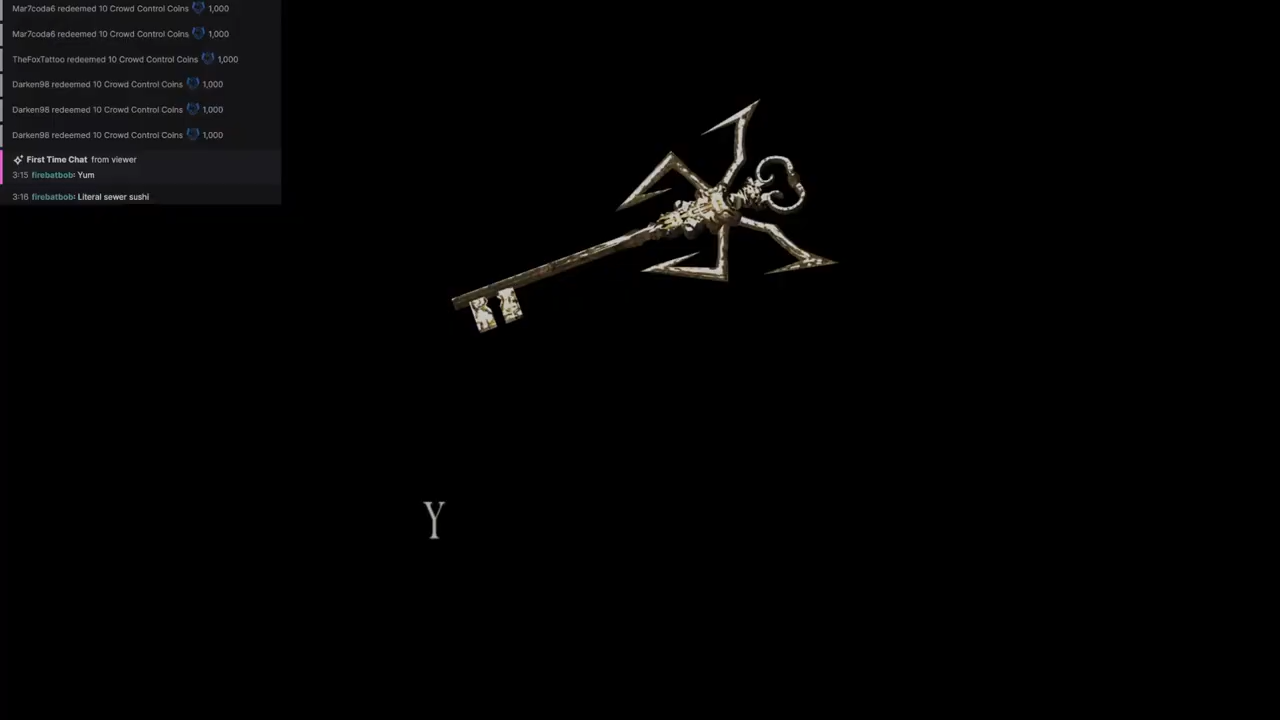 Mar7coda6 redeemed 10 Crowd Control Coins 1,000
Mar7coda6 redeemed 10 Crowd Control Coins 1,000
TheFoxTattoo redeemed 10 Crowd Control Coins 1,000
Darken98 redeemed 10 Crowd Control Coins 1,000
Darken98 redeemed 10 Crowd Control Coins 1,000
Darken98 redeemed 10 Crowd Control Coins 1,000
First Time Chat from viewer
3:15 firebatbob: Yum
3:16 firebatbob: Literal sewer sushi
Y